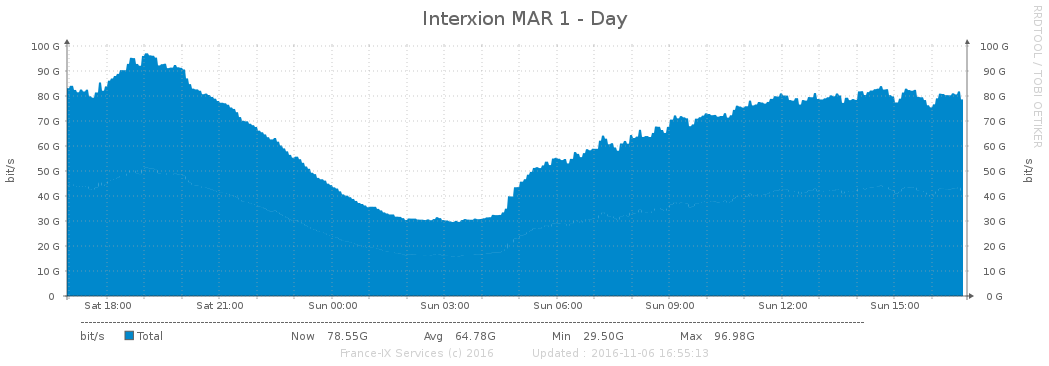 Interxion MAR 1 - Day
RRDTOOL / TOBI OETIKER
100 G 100 G
90 G 90 G
80 G 80 G
70 G 70 G
60 G 60 G
50 G 50 G
40 G 40 G
30 G 30 G
20 G 20 G
10 G 10 G
0 0 G
bit/s bit/s
Sat 18:00 Sat 21:00 Sun 00:00 Sun 03:00 Sun 06:00 Sun 09:00 Sun 12:00 Sun 15:00
bit/s Total Now 78.55G Avg 64.78G Min 29.50G Max 96.98G
France-IX Services (c) 2016 Updated : 2016-11-06 16:55:13